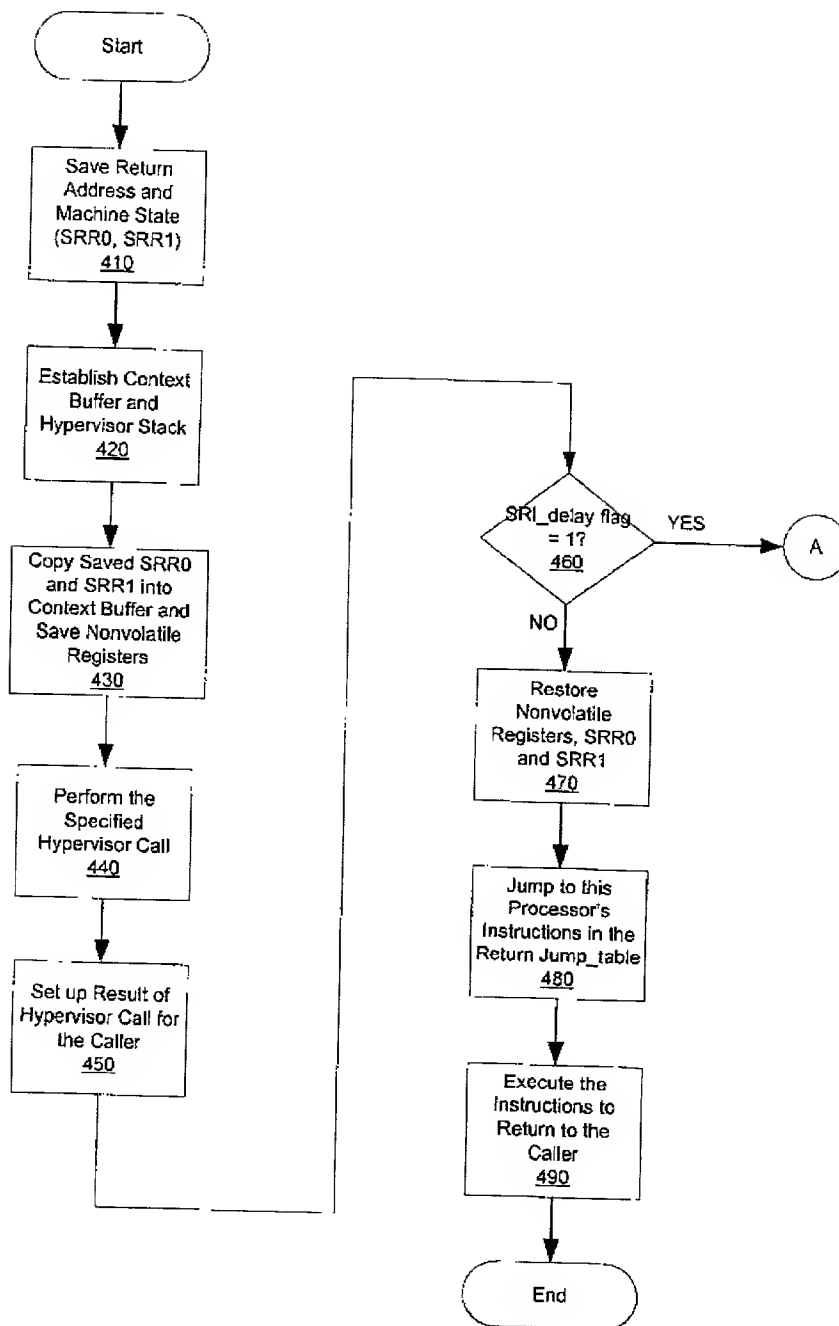 Start
Save Return
Address and
Machine State
(SRR0, SRR1)
410
Establish Context
Buffer and
Hypervisor Stack
420
Copy Saved SRR0
and SRR1 into
Context Buffer and
Save Nonvolatile
Registers
430
Perform the
Specified
Hypervisor Call
440
Set up Result of
Hypervisor Call for
the Caller
450
SRI_delay flag
= 1?
460
YES
A
NO
Restore
Nonvolatile
Registers, SRR0
and SRR1
470
Jump to this
Processor's
Instructions in the
Return Jump_table
480
Execute the
Instructions to
Return to the
Caller
490
End